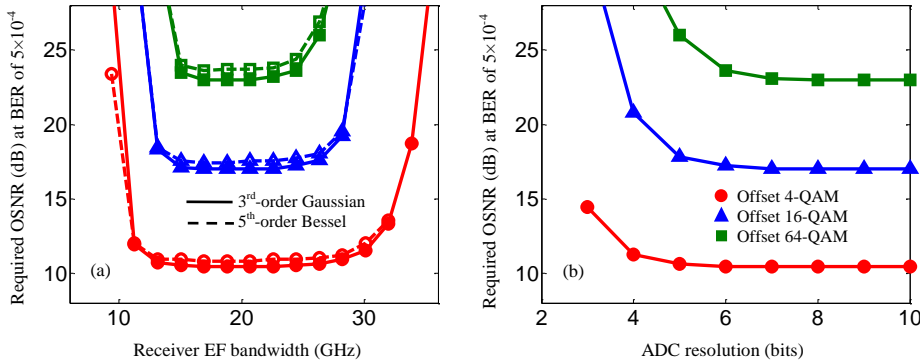 Required OSNR (dB) at BER of 5×10⁻⁴
25
20
15
10
3rd-order Gaussian
5th-order Bessel
(a)
10
20
30
Receiver EF bandwidth (GHz)
Required OSNR (dB) at BER of 5×10⁻⁴
25
20
15
10
Offset 4-QAM
Offset 16-QAM
Offset 64-QAM
(b)
2
4
6
8
10
ADC resolution (bits)